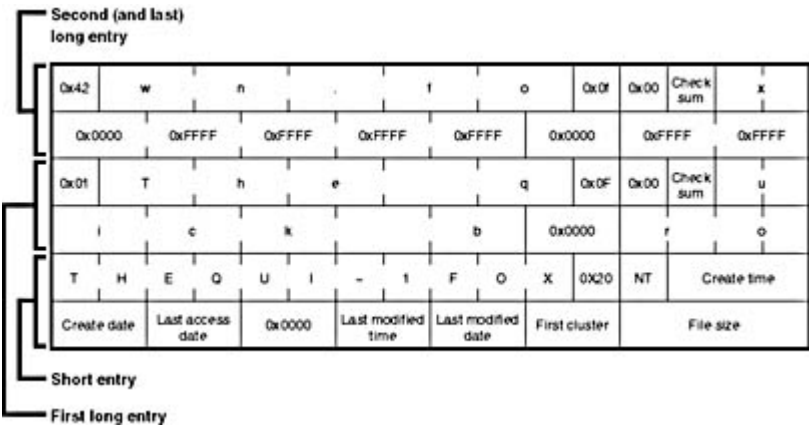 Second (and last)
long entry
0x42 w n . f o 0x0f 0x00 Check sum x
0x0000 0xFFFF 0xFFFF 0xFFFF 0xFFFF 0x0000 0xFFFF 0xFFFF
0x01 T h e q 0x0F 0x00 Check sum u
i c k b 0x0000 r o
T H E Q U I ~ 1 F O X 0X20 NT Create time
Create date Last access date 0x0000 Last modified time Last modified date First cluster File size
Short entry
First long entry